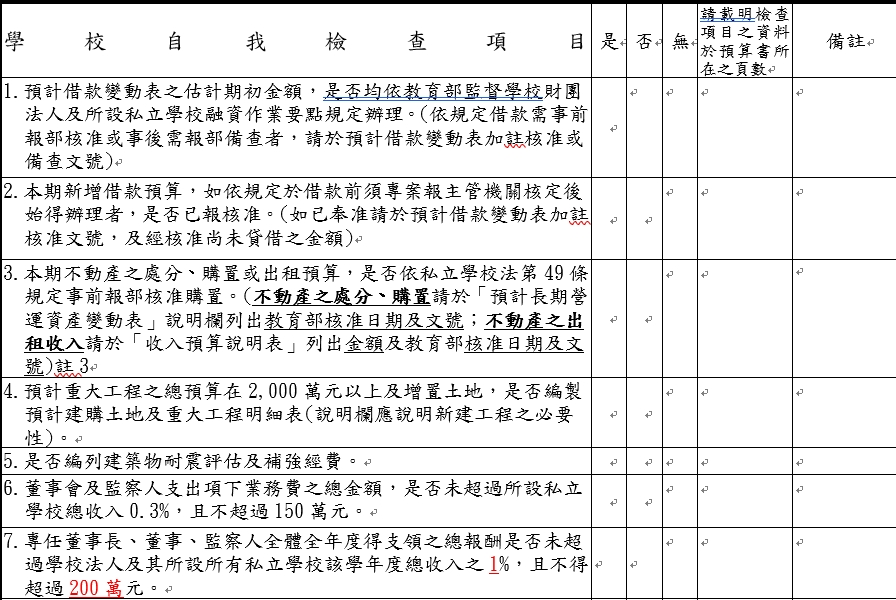 學校自我檢查項目 是 否 無 請載明檢查項目之資料於預算書所在之頁數 備註
1.預計借款變動表之估計期初金額，是否均依教育部監督學校財團
法人及所設私立學校融資作業要點規定辦理。(依規定借款需事前
報部核准或事後需報部備查者，請於預計借款變動表加註核准或
備查文號)
2.本期新增借款預算，如依規定於借款前須專案報主管機關核定後
始得辦理者，是否已報核准。(如已奉准請於預計借款變動表加註
核准文號，及經核准尚未貸借之金額)
3.本期不動產之處分、購置或出租預算，是否依私立學校法第49條
規定事前報部核准購置。(不動產之處分、購置請於「預計長期營
運資產變動表」說明欄列出教育部核准日期及文號；不動產之出
租收入請於「收入預算說明表」列出金額及教育部核准日期及文
號)註3
4.預計重大工程之總預算在2,000萬元以上及增置土地，是否編製
預計建購土地及重大工程明細表(說明欄應說明新建工程之必要
性)。
5.是否編列建築物耐震評估及補強經費。
6.董事會及監察人支出項下業務費之總金額，是否未超過所設私立
學校總收入0.3%，且不超過150萬元。
7.專任董事長、董事、監察人全體全年度得支領之總報酬是否未超
過學校法人及其所設所有私立學校該學年度總收入之1%，且不得
超過200萬元。